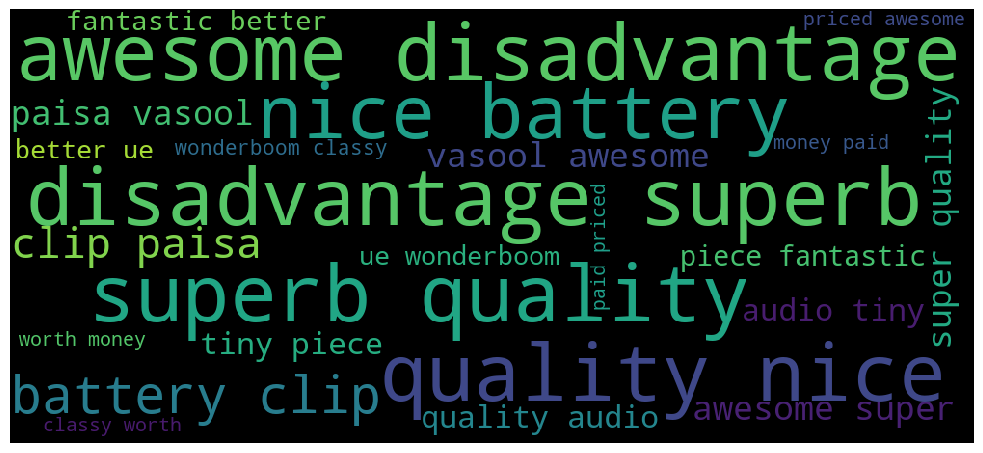 fantastic better
priced awesome
awesome disadvantage
nice battery
paisa vasool
better ue
wonderboom classy
vasool awesome
money paid
super quality
disadvantage superb
paid priced
clip paisa
ue wonderboom
piece fantastic
superb quality
audio tiny
worth money
tiny piece
quality nice
battery clip
quality audio
awesome super
classy worth